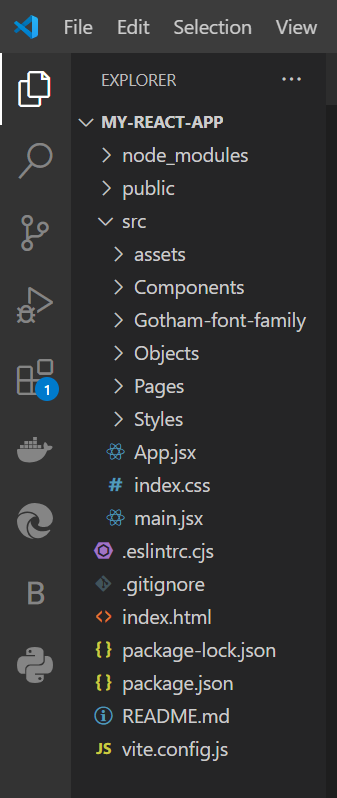 File Edit Selection View
EXPLORER
MY-REACT-APP
node_modules
public
src
assets
Components
Gotham-font-family
Objects
Pages
Styles
App.jsx
# index.css
main.jsx
.eslintrc.cjs
.gitignore
<> index.html
{} package-lock.json
{} package.json
README.md
JS vite.config.js
1
B